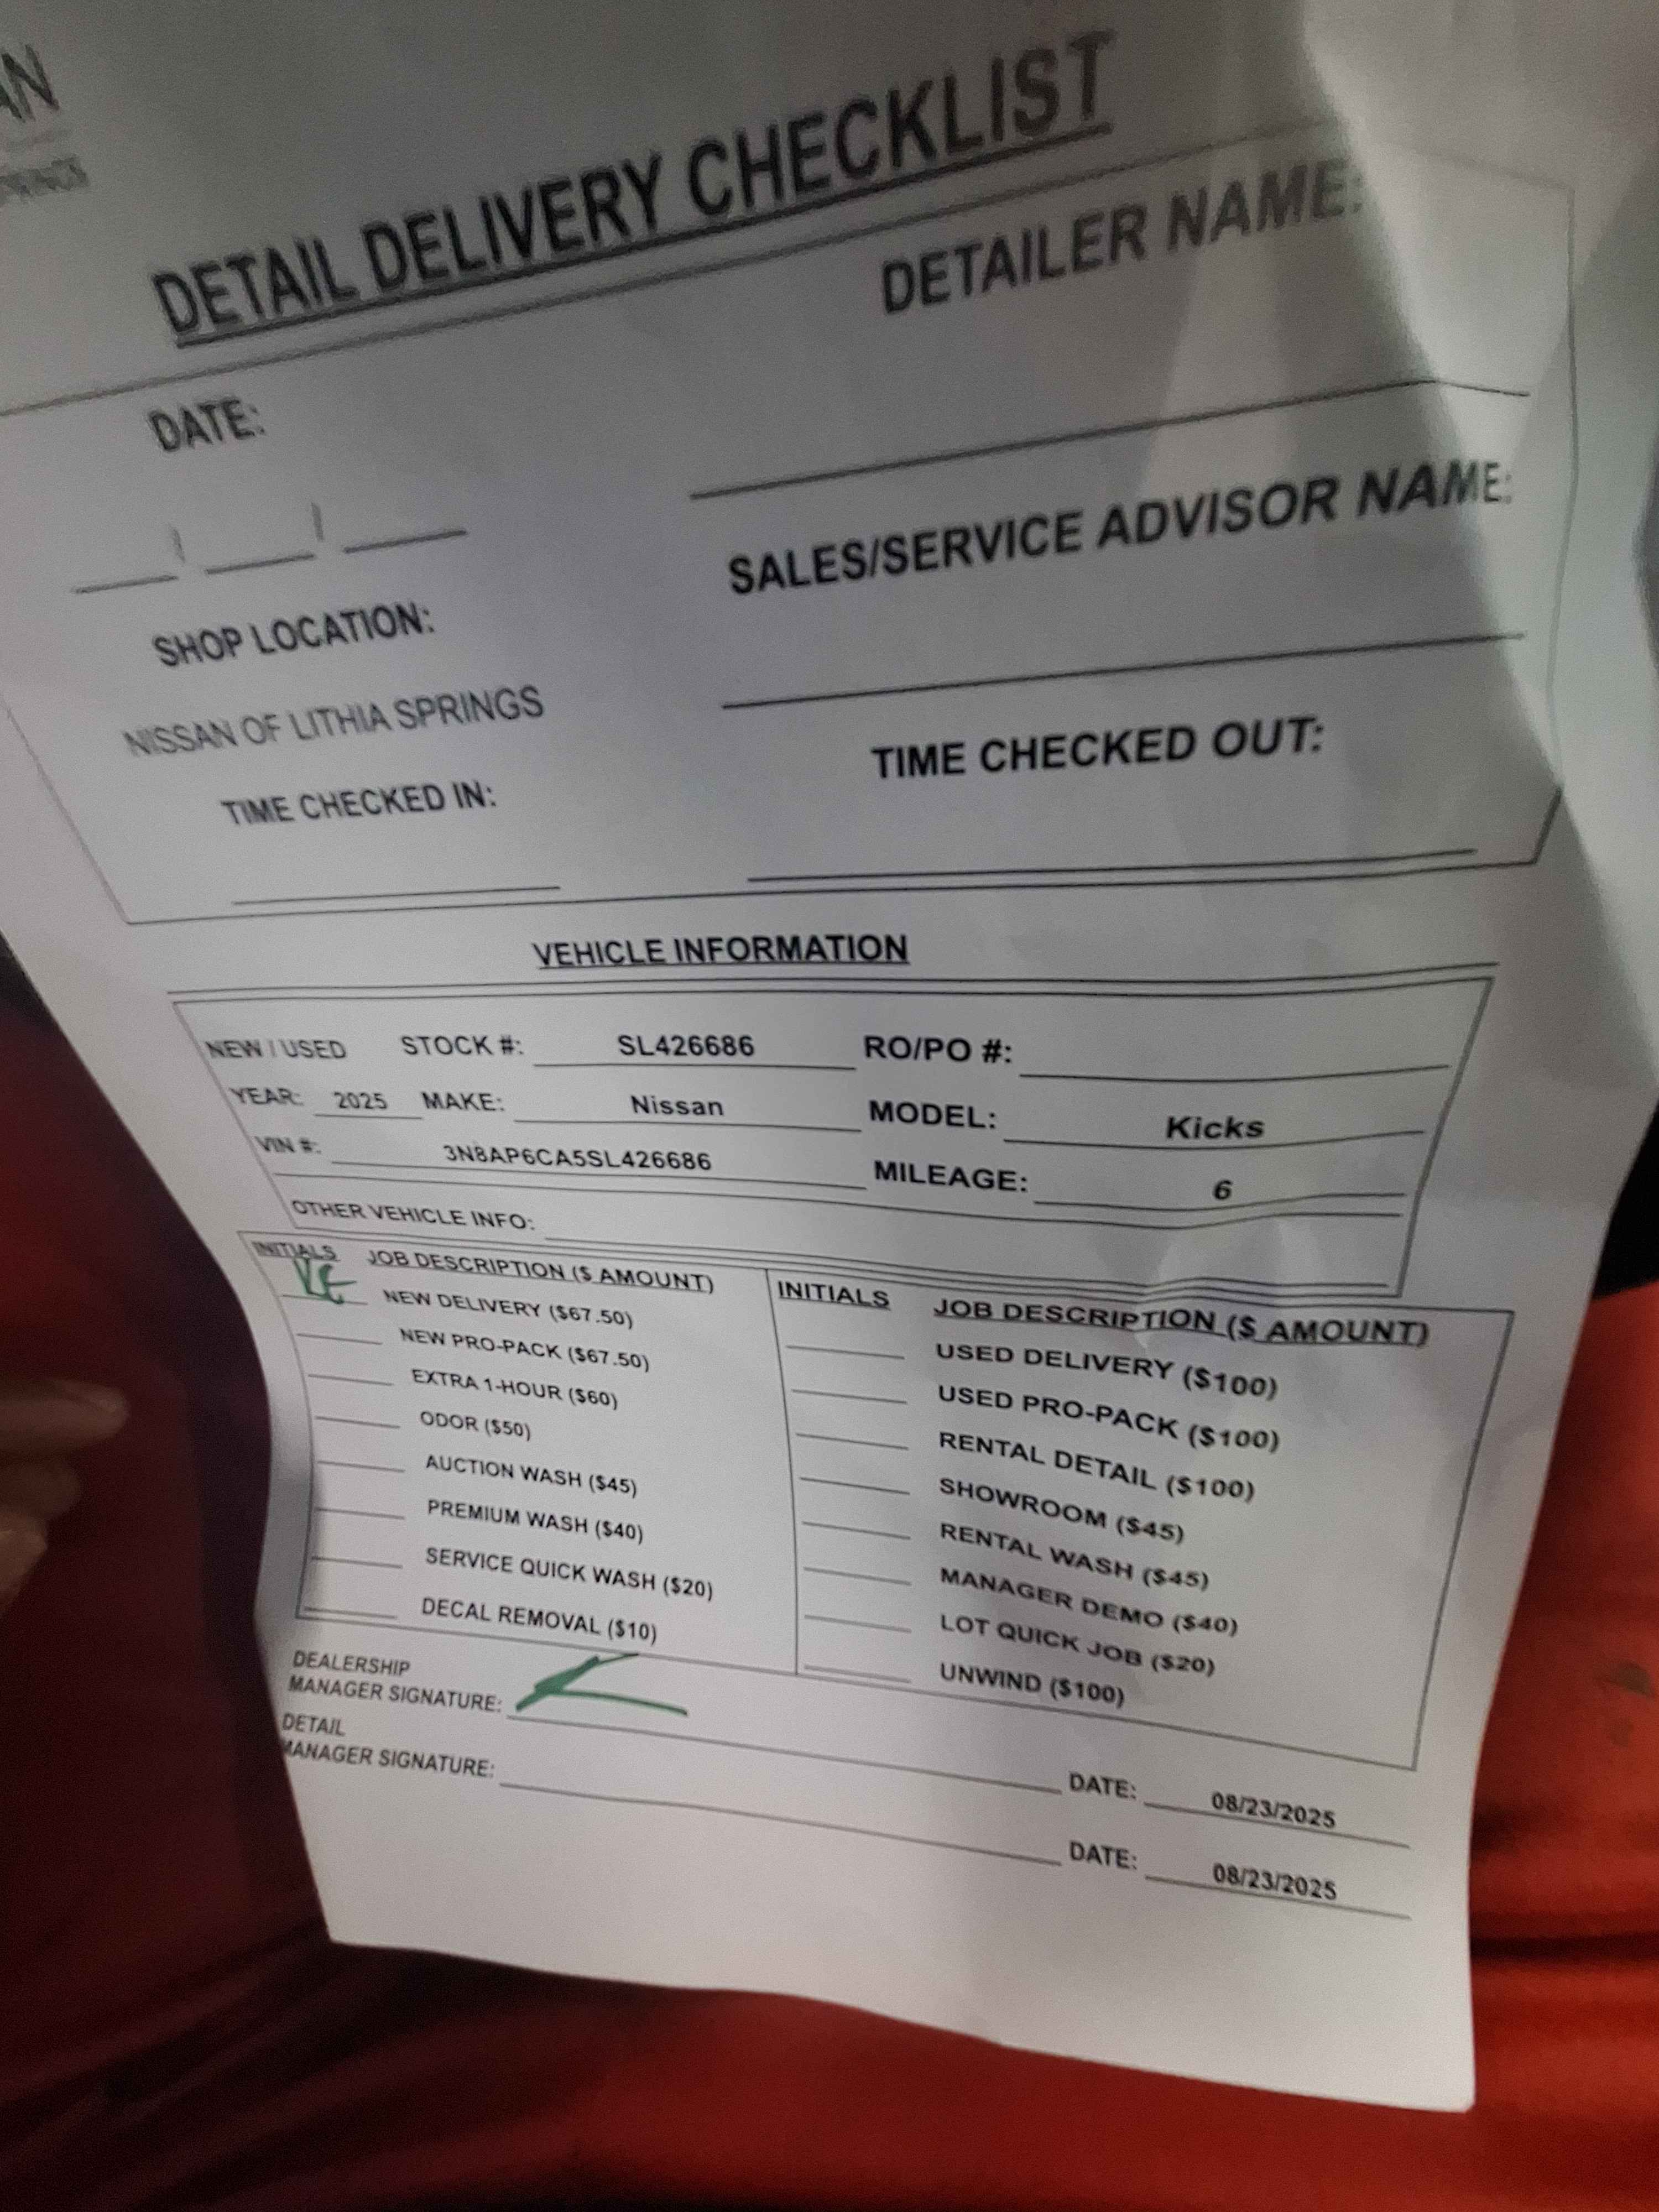 AN
SPRINGS
DETAIL DELIVERY CHECKLIST
DATE:
DETAILER NAME:
SALES/SERVICE ADVISOR NAME:
SHOP LOCATION:
NISSAN OF LITHIA SPRINGS
TIME CHECKED IN:
TIME CHECKED OUT:
VEHICLE INFORMATION
NEW / USED STOCK #: SL426686 RO/PO #:
YEAR: 2025 MAKE: Nissan MODEL: Kicks
VIN #: 3N8AP6CA5SL426686 MILEAGE: 6
OTHER VEHICLE INFO:
INITIALS JOB DESCRIPTION ($ AMOUNT)
NEW DELIVERY ($67.50)
NEW PRO-PACK ($67.50)
EXTRA 1-HOUR ($60)
ODOR ($50)
AUCTION WASH ($45)
PREMIUM WASH ($40)
SERVICE QUICK WASH ($20)
DECAL REMOVAL ($10)
INITIALS JOB DESCRIPTION ($ AMOUNT)
USED DELIVERY ($100)
USED PRO-PACK ($100)
RENTAL DETAIL ($100)
SHOWROOM ($45)
RENTAL WASH ($45)
MANAGER DEMO ($40)
LOT QUICK JOB ($20)
UNWIND ($100)
DEALERSHIP
MANAGER SIGNATURE: DATE: 08/23/2025
DETAIL
MANAGER SIGNATURE: DATE: 08/23/2025